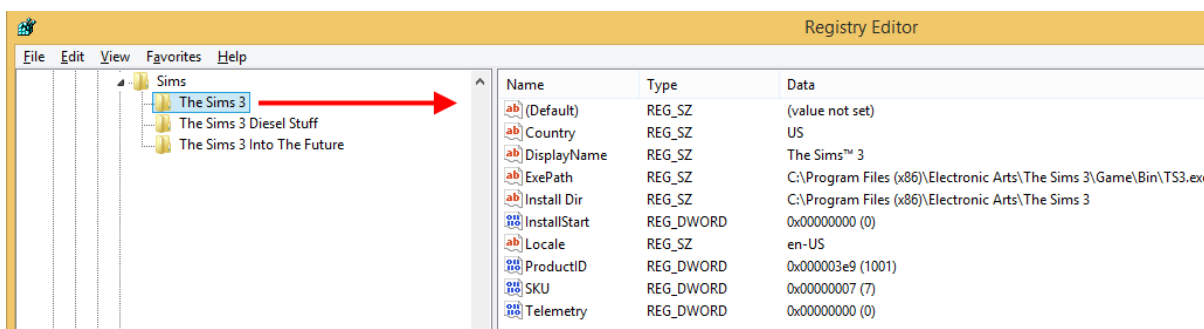 Registry Editor
File Edit View Favorites Help
Sims
The Sims 3
The Sims 3 Diesel Stuff
The Sims 3 Into The Future
Name Type Data
(Default) REG_SZ (value not set)
Country REG_SZ US
DisplayName REG_SZ The Sims™ 3
ExePath REG_SZ C:\Program Files (x86)\Electronic Arts\The Sims 3\Game\Bin\TS3.exe
Install Dir REG_SZ C:\Program Files (x86)\Electronic Arts\The Sims 3
InstallStart REG_DWORD 0x00000000 (0)
Locale REG_SZ en-US
ProductID REG_DWORD 0x000003e9 (1001)
SKU REG_DWORD 0x00000007 (7)
Telemetry REG_DWORD 0x00000000 (0)